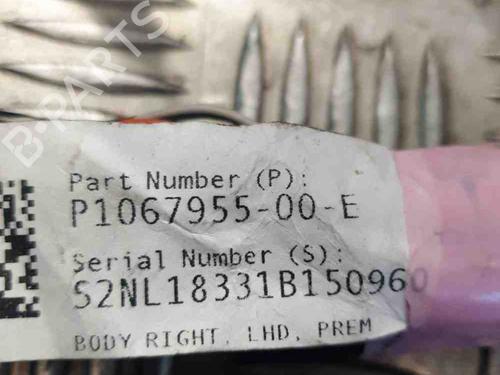 B-PARTS
Part Number (P):
P1067955-00-E
Serial Number (S):
S2NL18331B150960
BODY RIGHT, LHD, PREM